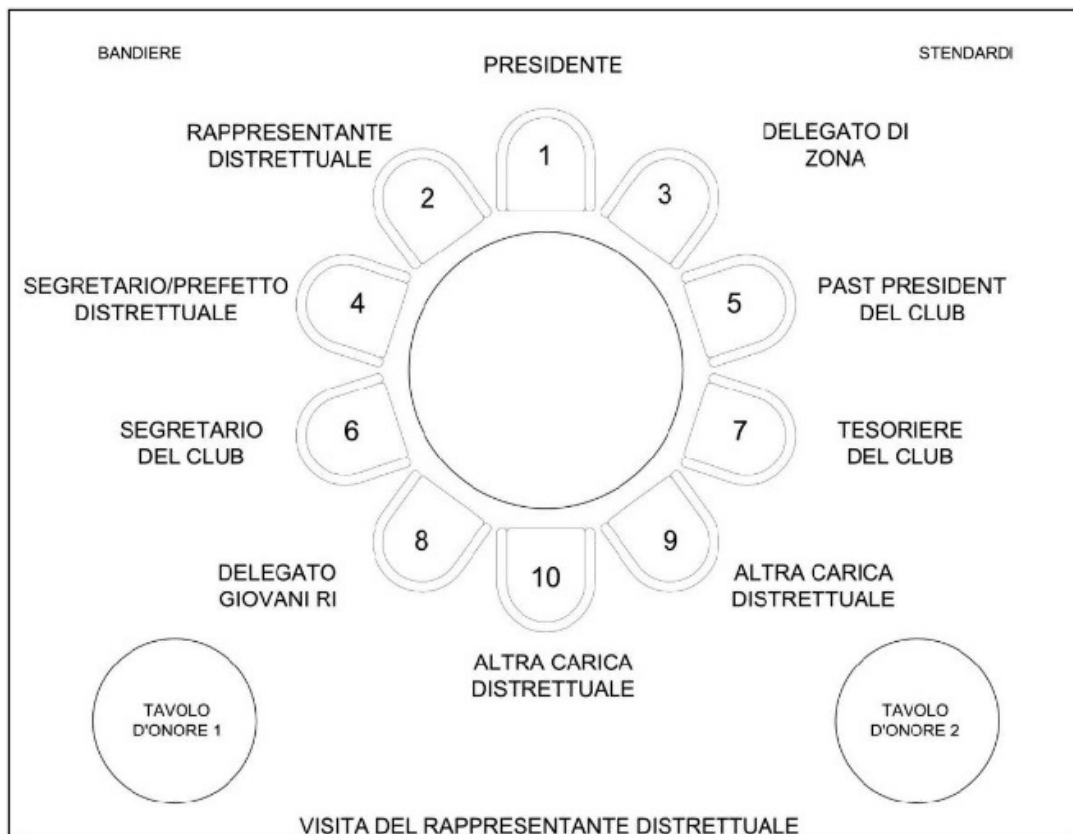 BANDIERE
STENDARDI
PRESIDENTE
RAPPRESENTANTE
DISTRETTUALE
DELEGATO DI
ZONA
1
2
3
SEGRETARIO/PREFETTO
DISTRETTUALE
4
5
PAST PRESIDENT
DEL CLUB
SEGRETARIO
DEL CLUB
6
7
TESORIERE
DEL CLUB
8
9
10
DELEGATO
GIOVANI RI
ALTRA CARICA
DISTRETTUALE
ALTRA CARICA
DISTRETTUALE
TAVOLO
D'ONORE 1
TAVOLO
D'ONORE 2
VISITA DEL RAPPRESENTANTE DISTRETTUALE